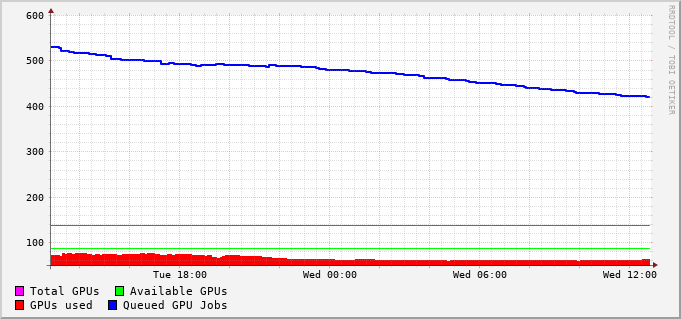 600
500
400
300
200
100
Tue 18:00 Wed 00:00 Wed 06:00 Wed 12:00
Total GPUs Available GPUs
GPUs used Queued GPU Jobs
RRDTOOL / TOBI OETIKER